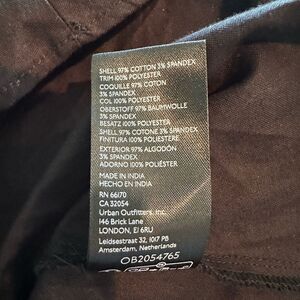 SHELL 97% COTTON 3% SPANDEX
TRIM 100% POLYESTER
COQUILLE 97% COTON
3% SPANDEX
COL 100% POLYESTER
OBERSTOFF 97% BAUMWOLLE
3% SPANDEX
BESATZ 100% POLYESTER
SHELL 97% COTONE 3% SPANDEX
FINITURA 100% POLIESTERE
EXTERIOR 97% ALGODÓN
3% SPANDEX
ADORNO 100% POLIÉSTER
MADE IN INDIA
HECHO EN INDIA
RN 66170
CA 32054
Urban Outfitters, Inc.
146 Brick Lane
LONDON, E1 6RU
Leidsestraat 32, 1017 PB
Amsterdam, Netherlands
OB2054765